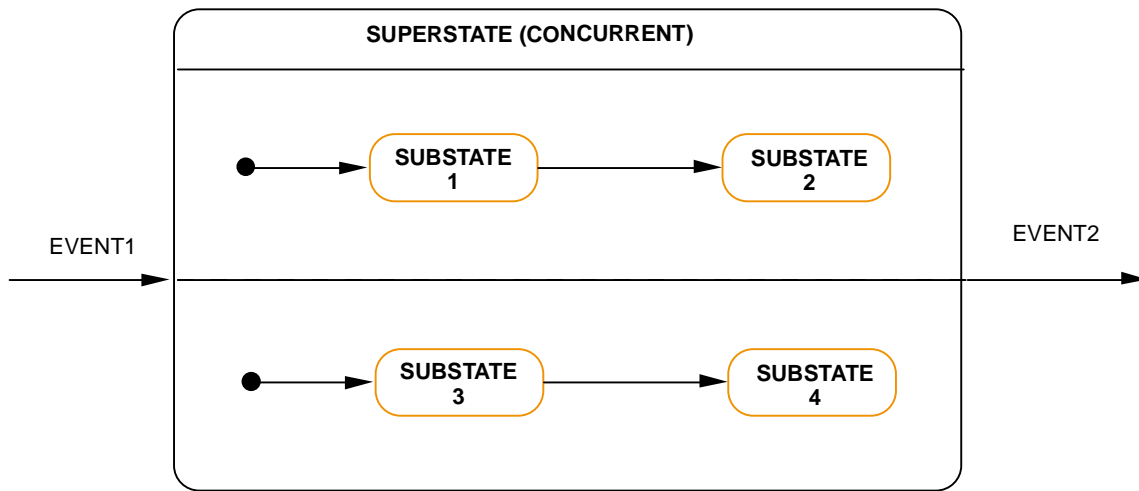 SUPERSTATE (CONCURRENT)
SUBSTATE
1
SUBSTATE
2
EVENT1
EVENT2
SUBSTATE
3
SUBSTATE
4